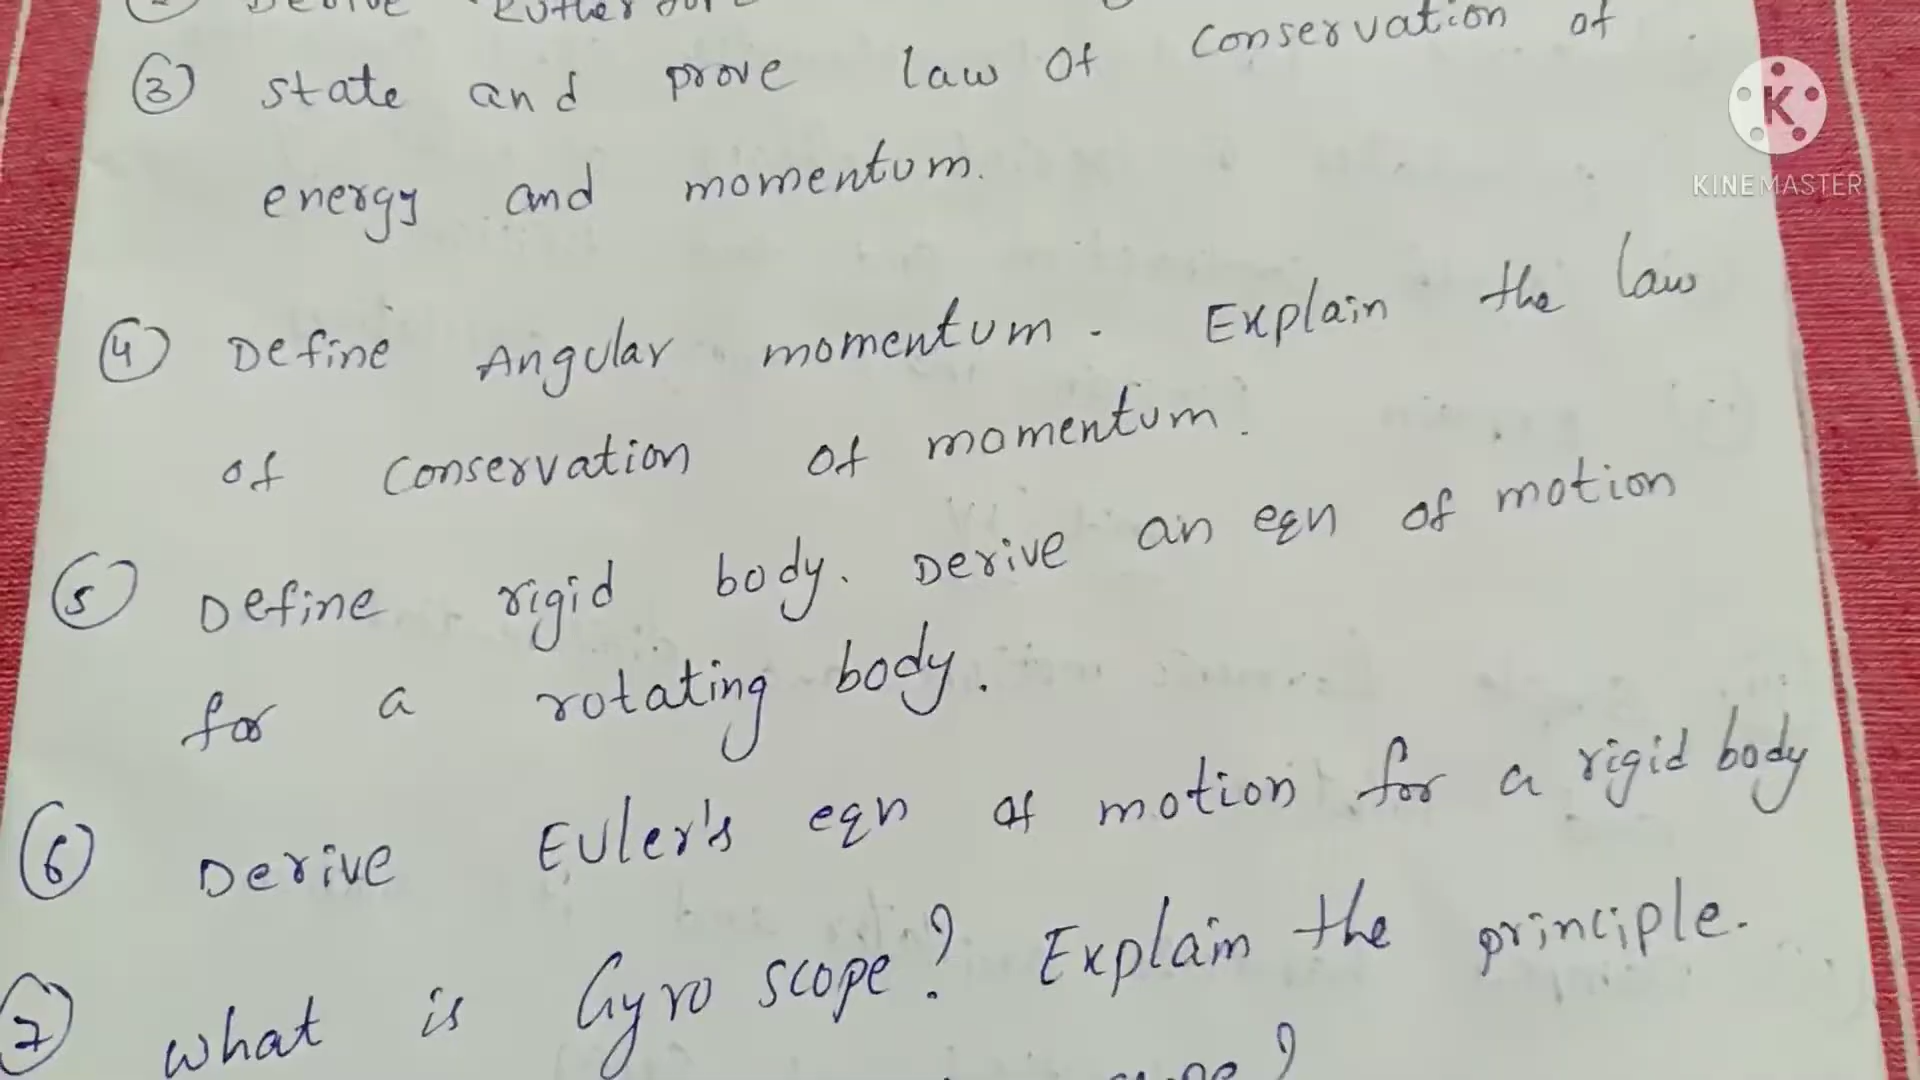 ③ state and prove law of conservation of
energy and momentum.
④ Define Angular momentum. Explain the law
of conservation of momentum.
⑤ Define rigid body. Derive an eqn of motion
for a rotating body.
⑥ Derive Euler's eqn of motion for a rigid body
⑦ what is Gyro scope? Explain the principle.
KINEMASTER